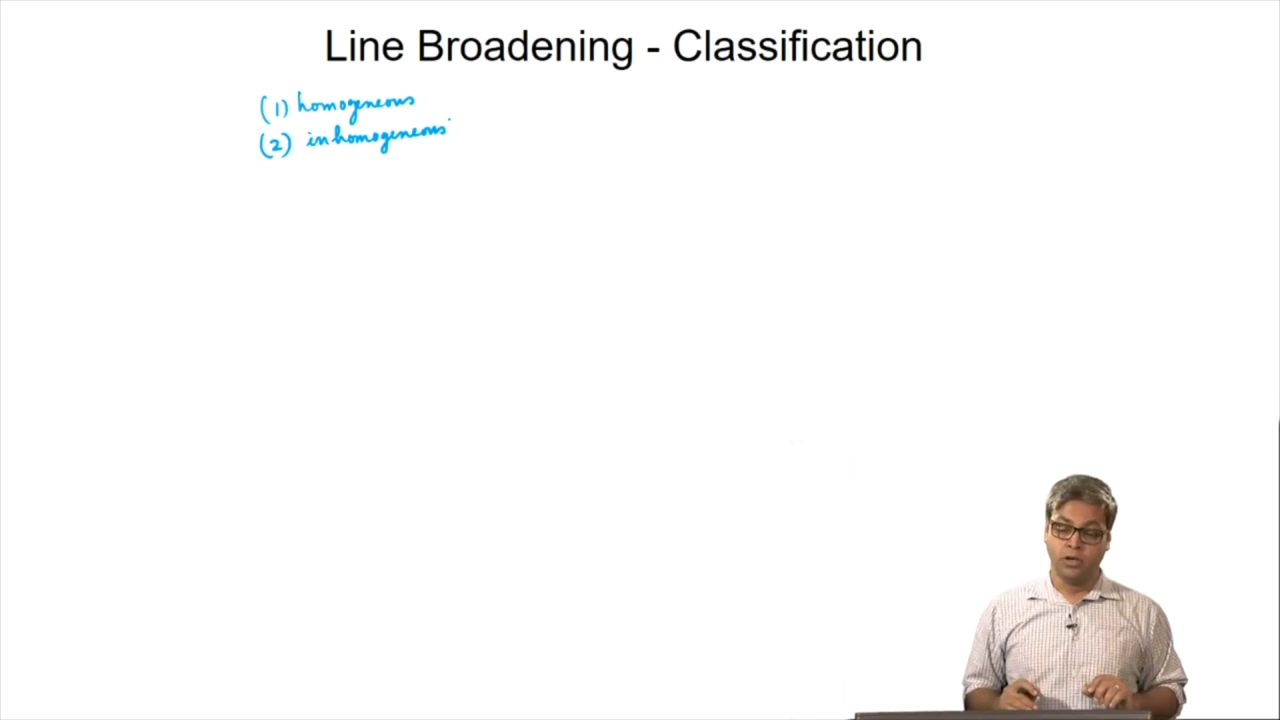 Line Broadening - Classification
(1) homogeneous
(2) inhomogeneous